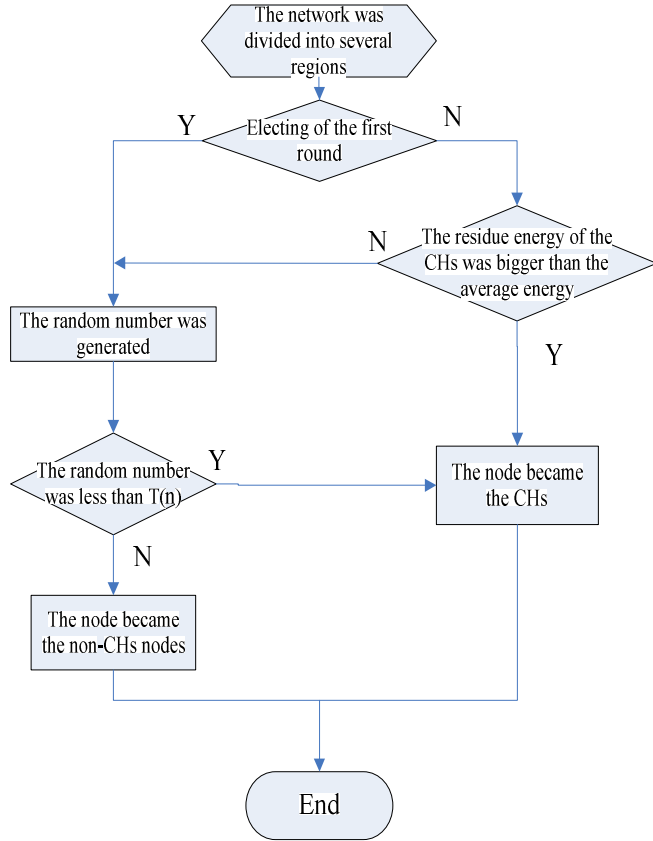 The network was
divided into several
regions
Electing of the first
round
Y
N
The residue energy of the
CHs was bigger than the
average energy
N
Y
The random number was
generated
The random number
was less than T(n)
Y
N
The node became
the CHs
The node became
the non-CHs nodes
End